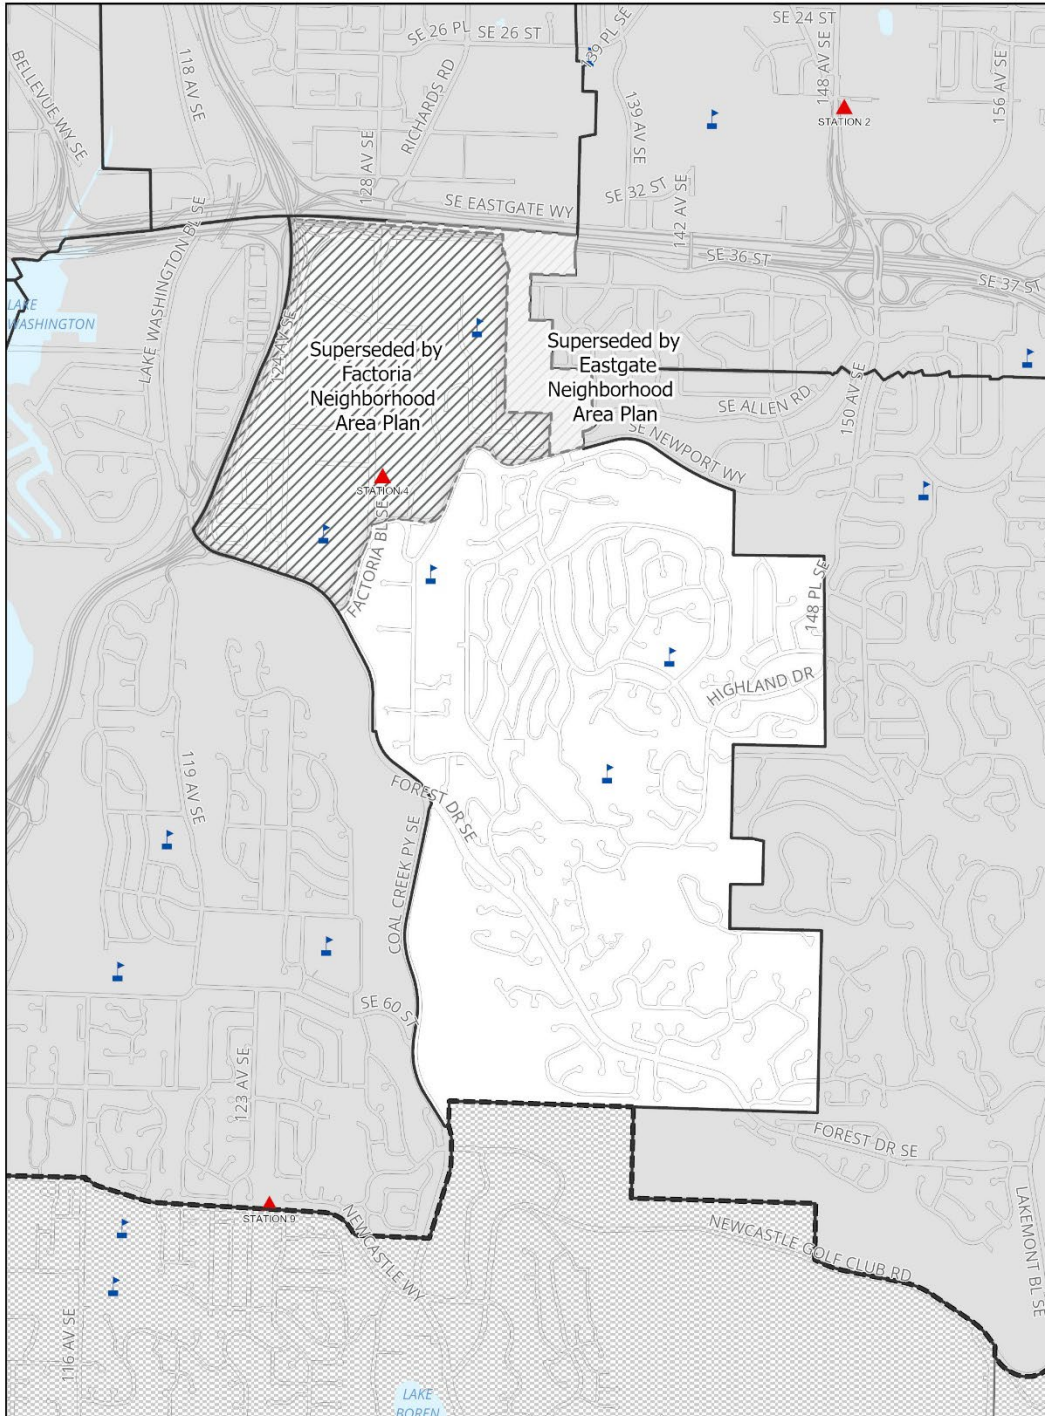 SE 26 PL
SE 26 ST
SE 24 ST
139 PL SE
BELLEVUE WY SE
118 AV SE
RICHARDS RD
128 AV SE
139 AV SE
148 AV SE
156 AV SE
STATION 2
SE 32 ST
142 AV SE
SE EASTGATE WY
SE 36 ST
SE 37 ST
LAKE
WASHINGTON
LAKE WASHINGTON BL SE
124 AV SE
Superseded by
Factoria
Neighborhood
Area Plan
Superseded by
Eastgate
Neighborhood
Area Plan
SE ALLEN RD
150 AV SE
SE NEWPORT WY
STATION 4
FACTORIA BL SE
148 PL SE
HIGHLAND DR
119 AV SE
FOREST DR SE
COAL CREEK PY SE
SE 60 ST
123 AV SE
FOREST DR SE
STATION 9
NEWCASTLE WY
NEWCASTLE GOLF CLUB RD
LAKEMONT BL SE
116 AV SE
LAKE
BOREN